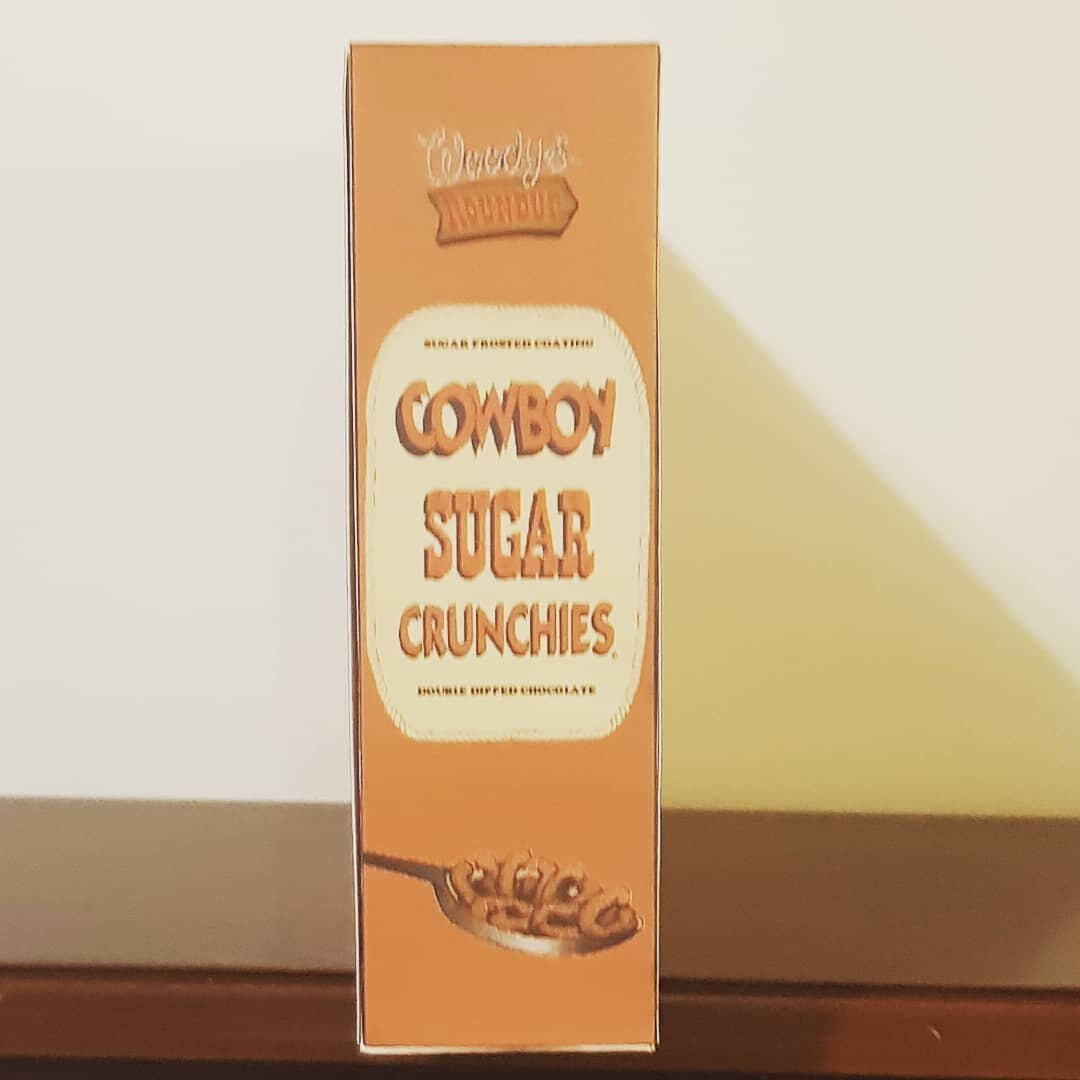 Woody's
ROUNDUP
SUGAR FROSTED COATING
COWBOY
SUGAR
CRUNCHIES
DOUBLE DIPPED CHOCOLATE